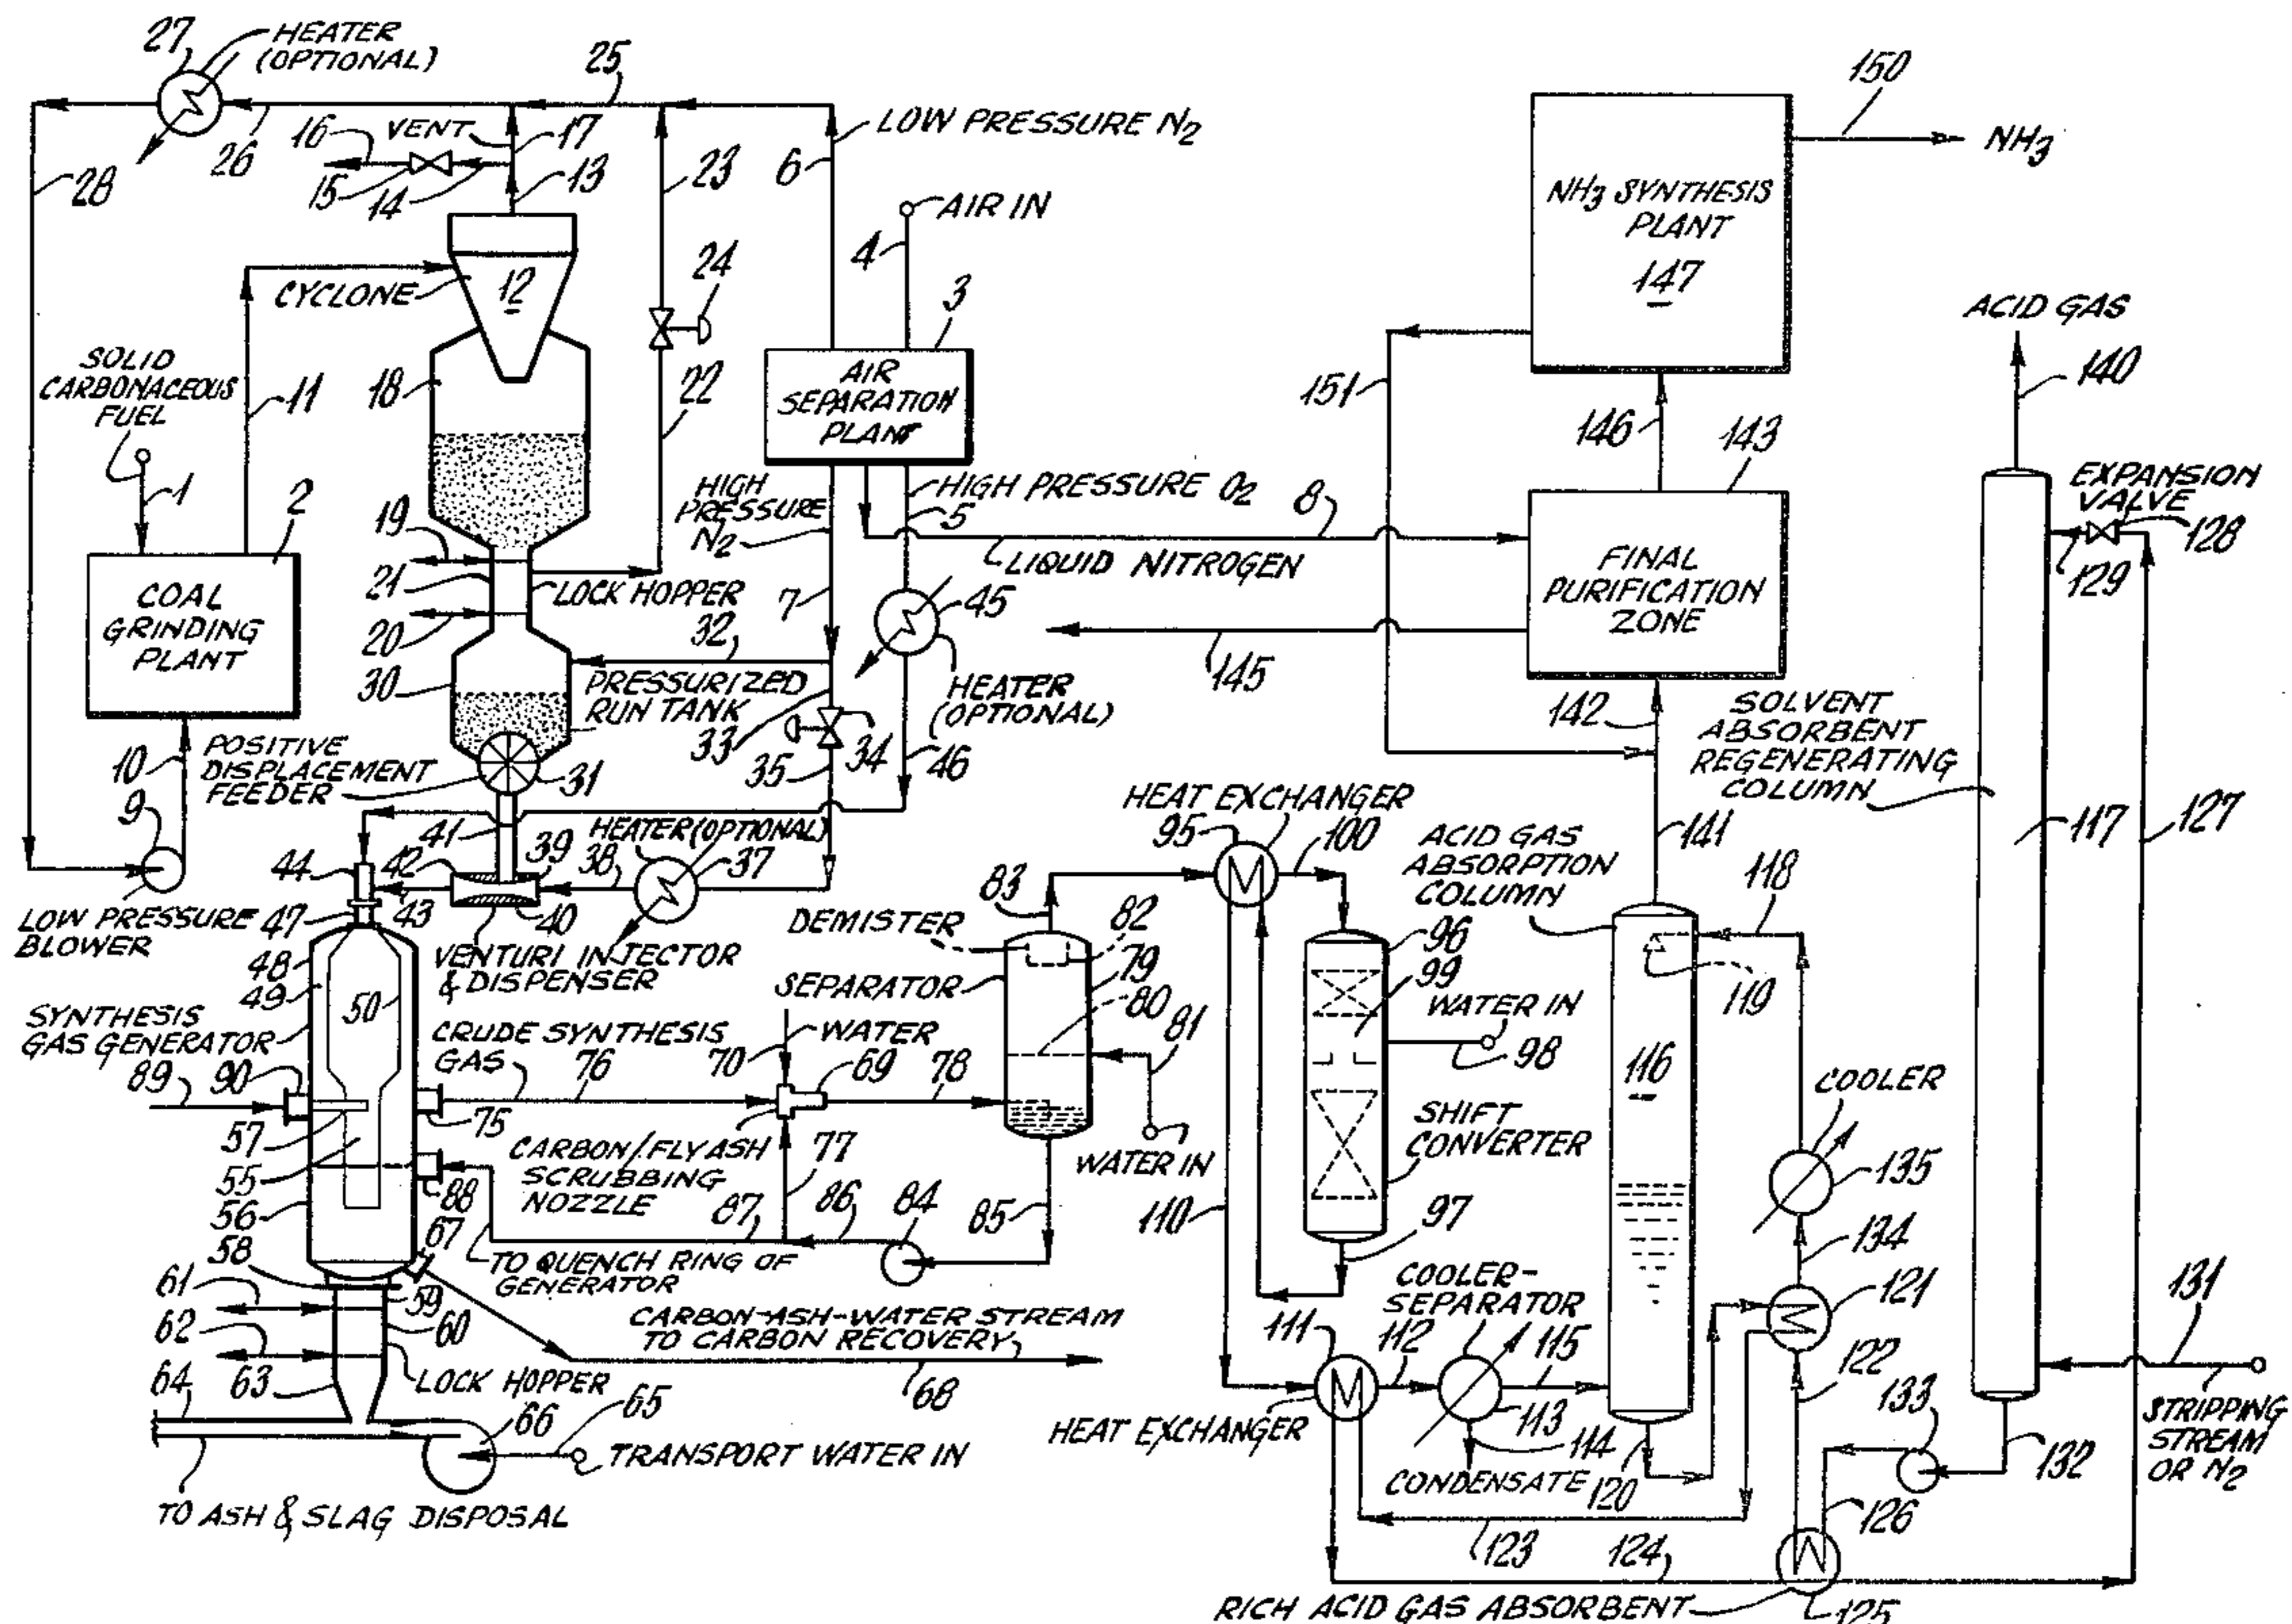 27
HEATER
(OPTIONAL)
25
150
16
VENT
17
LOW PRESSURE N2
NH3
28
26
6
15
14
13
23
AIR IN
NH3 SYNTHESIS
PLANT
147
4
24
3
CYCLONE
12
ACID GAS
SOLID
CARBONACEOUS
FUEL
11
18
22
AIR
SEPARATION
PLANT
151
140
146
143
1
2
HIGH
PRESSURE
N2
HIGH PRESSURE O2
5
8
EXPANSION
VALVE
128
19
129
COAL
GRINDING
PLANT
21
LOCK HOPPER
LIQUID NITROGEN
FINAL
PURIFICATION
ZONE
20
7
45
32
30
PRESSURIZED
RUN TANK
HEATER
(OPTIONAL)
145
142
SOLVENT
ABSORBENT
REGENERATING
COLUMN
33
10
POSITIVE
DISPLACEMENT
FEEDER
31
34
35
46
HEAT EXCHANGER
95
100
141
117
127
9
41
HEATER (OPTIONAL)
ACID GAS
ABSORPTION
COLUMN
42
39
44
38
37
83
118
47
43
40
LOW PRESSURE
BLOWER
DEMISTER
82
96
48
VENTURI INJECTOR
& DISPENSER
79
99
49
50
SEPARATOR
WATER IN
119
SYNTHESIS
GAS GENERATOR
CRUDE SYNTHESIS
GAS
WATER
80
81
98
90
76
70
69
78
116
COOLER
89
57
75
SHIFT
CONVERTER
CARBON/FLY ASH
SCRUBBING
NOZZLE
77
WATER IN
135
55
88
110
56
87
86
84
85
97
134
67
58
TO QUENCH RING OF
GENERATOR
COOLER-
SEPARATOR
61
59
121
131
62
60
CARBON-ASH-WATER STREAM
TO CARBON RECOVERY
111
112
115
122
64
63
LOCK HOPPER
68
133
66
65
HEAT EXCHANGER
113
114
STRIPPING
STREAM
OR N2
TRANSPORT WATER IN
CONDENSATE
120
132
TO ASH & SLAG DISPOSAL
126
123
124
RICH ACID GAS ABSORBENT
125